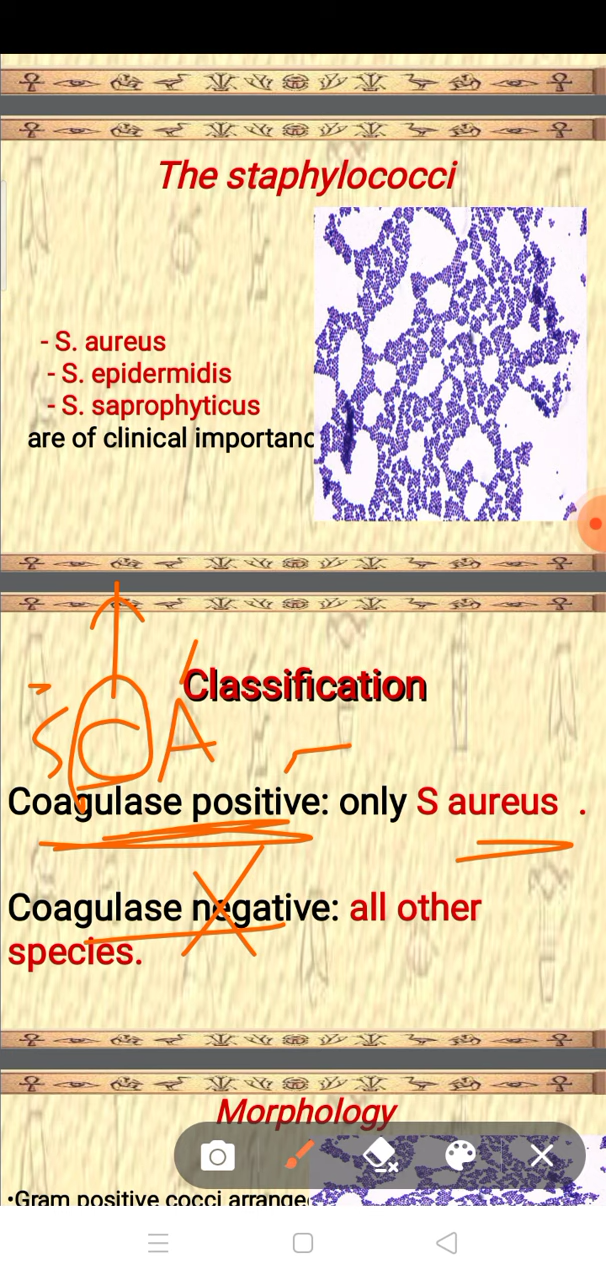 The staphylococci
- S. aureus
- S. epidermidis
- S. saprophyticus
are of clinical importanc
S C A
Classification
Coagulase positive: only S aureus .
Coagulase negative: all other
species.
Morphology
•Gram positive cocci arrange